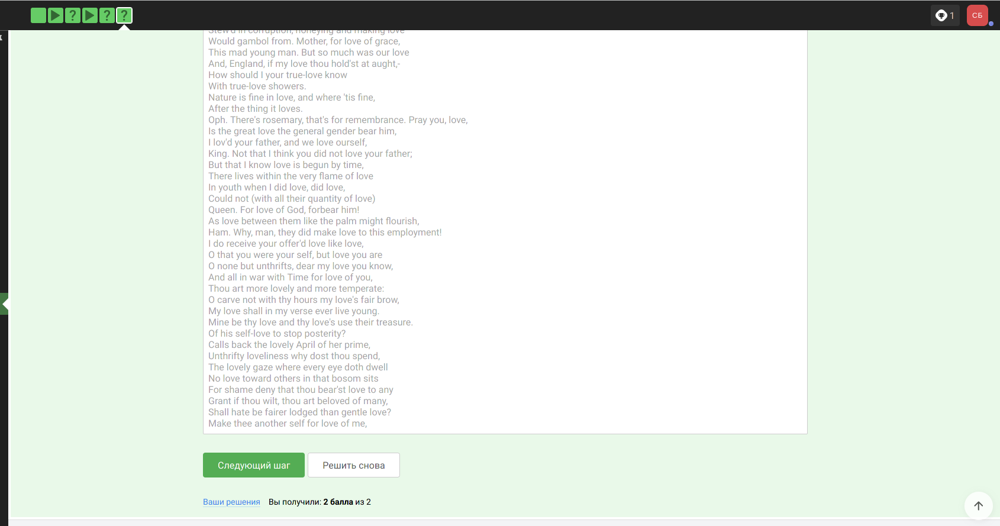 ? ? ?
1
СБ
Stew'd in corruption, honeying and making love
Would gambol from. Mother, for love of grace,
This mad young man. But so much was our love
And, England, if my love thou hold'st at aught,-
How should I your true-love know
With true-love showers.
Nature is fine in love, and where 'tis fine,
After the thing it loves.
Oph. There's rosemary, that's for remembrance. Pray you, love,
Is the great love the general gender bear him,
I lov'd your father, and we love ourself,
King. Not that I think you did not love your father;
But that I know love is begun by time,
There lives within the very flame of love
In youth when I did love, did love,
Could not (with all their quantity of love)
Queen. For love of God, forbear him!
As love between them like the palm might flourish,
Ham. Why, man, they did make love to this employment!
I do receive your offer'd love like love,
O that you were your self, but love you are
O none but unthrifts, dear my love you know,
And all in war with Time for love of you,
Thou art more lovely and more temperate:
O carve not with thy hours my love's fair brow,
My love shall in my verse ever live young.
Mine be thy love and thy love's use their treasure.
Of his self-love to stop posterity?
Calls back the lovely April of her prime,
Unthrifty loveliness why dost thou spend,
The lovely gaze where every eye doth dwell
No love toward others in that bosom sits
For shame deny that thou bear'st love to any
Grant if thou wilt, thou art beloved of many,
Shall hate be fairer lodged than gentle love?
Make thee another self for love of me,
Следующий шаг
Решить снова
Ваши решения
Вы получили: 2 балла из 2